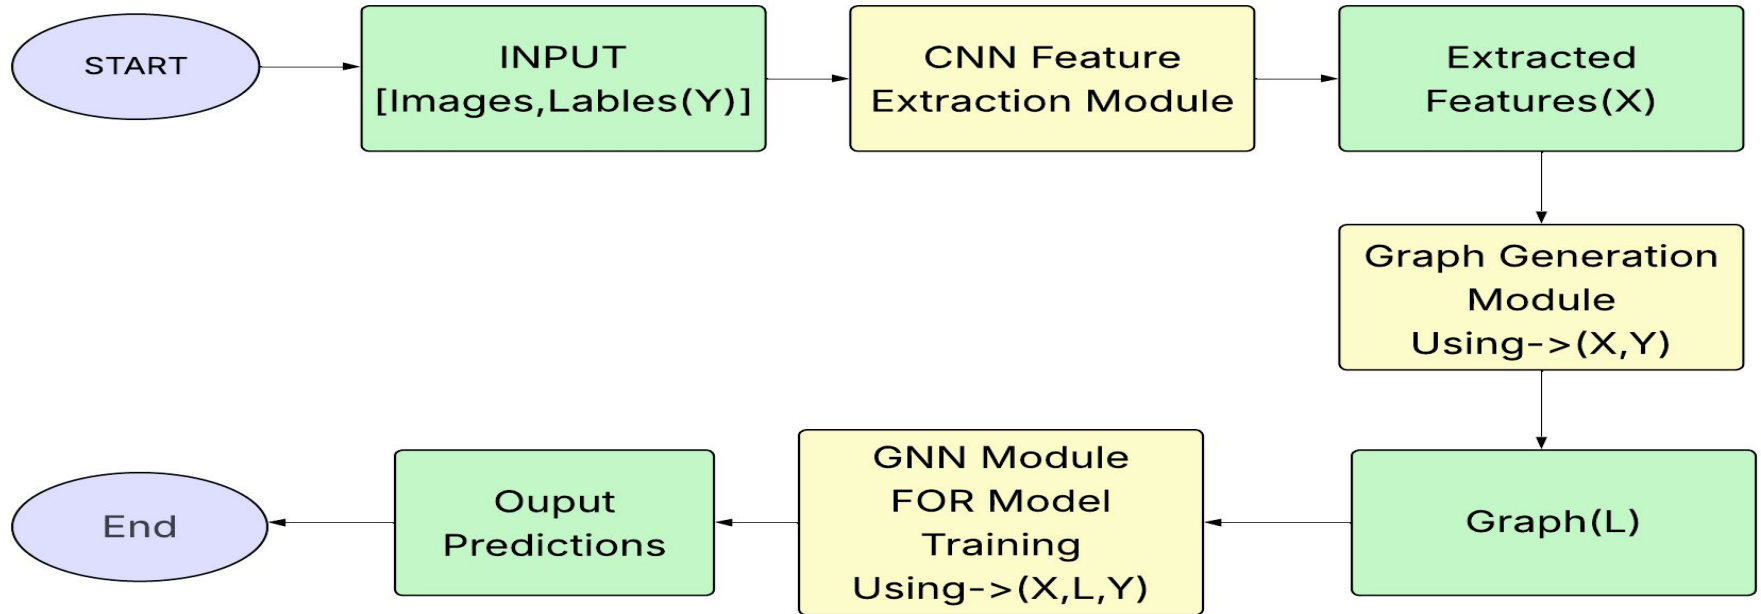 START
INPUT
[Images,Lables(Y)]
CNN Feature
Extraction Module
Extracted
Features(X)
Graph Generation
Module
Using->(X,Y)
Graph(L)
GNN Module
FOR Model
Training
Using->(X,L,Y)
Ouput
Predictions
End